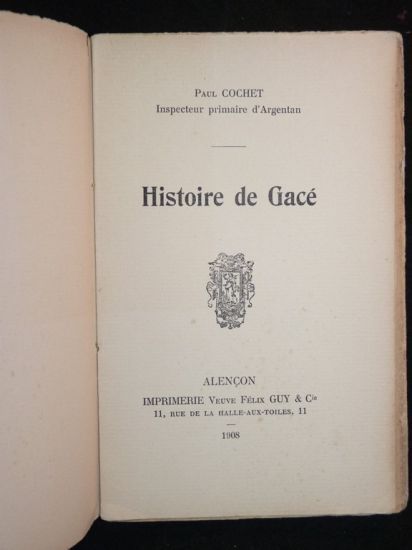 Paul COCHET
Inspecteur primaire d'Argentan
Histoire de Gacé
ALENÇON
IMPRIMERIE Veuve Félix GUY & Cie
11, RUE DE LA HALLE-AUX-TOILES, 11
1908